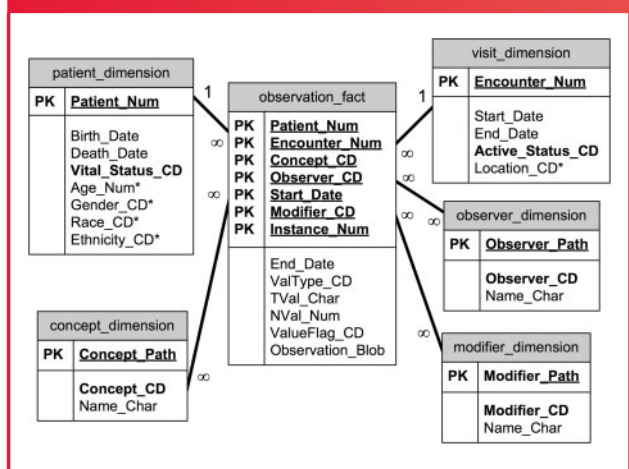 patient_dimension
PK Patient_Num
Birth_Date
Death_Date
Vital_Status_CD
Age_Num*
Gender_CD*
Race_CD*
Ethnicity_CD*
1
∞
observation_fact
PK Patient_Num
PK Encounter_Num
PK Concept_CD
PK Observer_CD
PK Start_Date
PK Modifier_CD
PK Instance_Num
End_Date
ValType_CD
TVal_Char
NVal_Num
ValueFlag_CD
Observation_Blob
visit_dimension
PK Encounter_Num
Start_Date
End_Date
Active_Status_CD
Location_CD*
1
∞
observer_dimension
PK Observer_Path
Observer_CD
Name_Char
∞
∞
concept_dimension
PK Concept_Path
Concept_CD
Name_Char
∞
∞
modifier_dimension
PK Modifier_Path
Modifier_CD
Name_Char
∞
∞